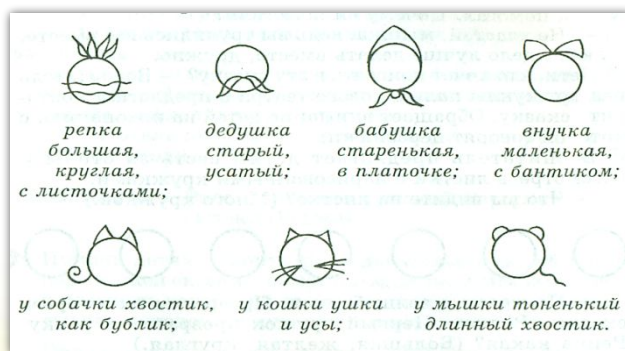 репка
большая,
круглая,
с листочками;
дедушка
старый,
усатый;
бабушка
старенькая,
в платочке;
внучка
маленькая,
с бантиком;
у собачки хвостик,
как бублик;
у кошки ушки
и усы;
у мышки тоненький
длинный хвостик.